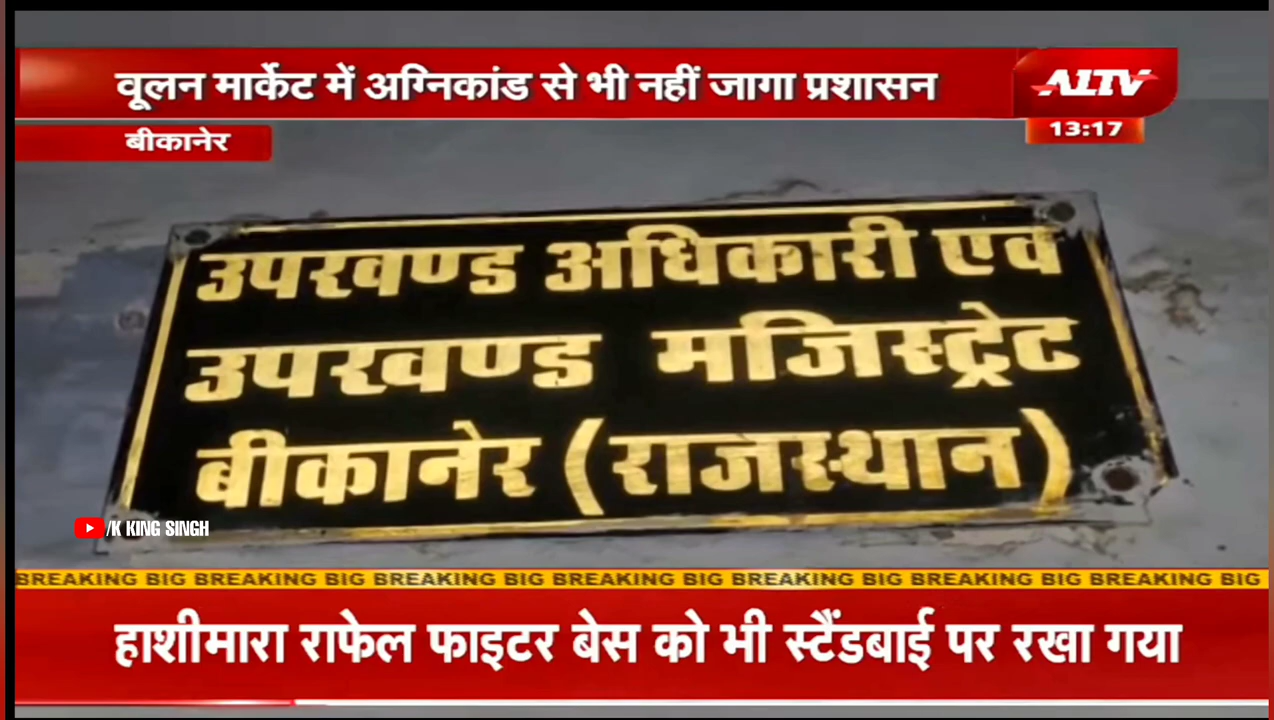 वूलन मार्केट में अग्निकांड से भी नहीं जागा प्रशासन
A1TV
13:17
बीकानेर
उपखण्ड अधिकारी एवं
उपखण्ड मजिस्ट्रेट
बीकानेर (राजस्थान)
/K KING SINGH
BREAKING BIG BREAKING BIG BREAKING BIG BREAKING BIG BREAKING BIG BREAKING BIG BREAKING BIG
हाशीमारा राफेल फाइटर बेस को भी स्टैंडबाई पर रखा गया